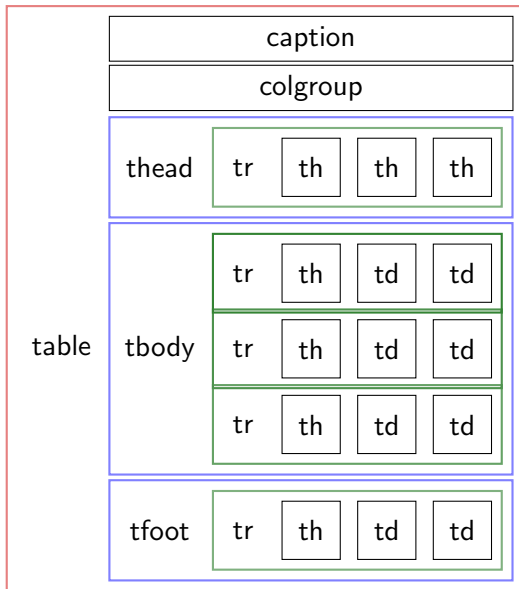 caption
colgroup
thead tr th th th
tr th td td
table tbody tr th td td
tr th td td
tfoot tr th td td